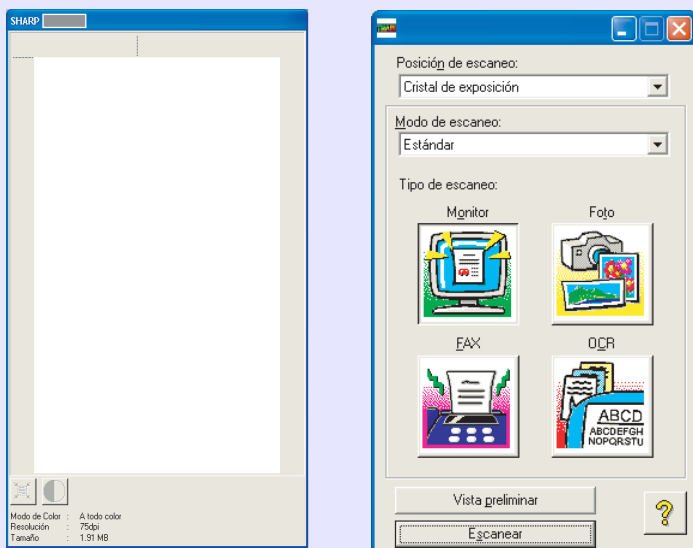 SHARP
Modo de Color : A todo color
Resolución : 75dpi
Tamaño : 1.91 MB
Posición de escaneo:
Cristal de exposición
Modo de escaneo:
Estándar
Tipo de escaneo:
Monitor Foto
FAX OCR
ABCD
ABCDEFGH
NOPQRSTU
Vista preliminar
?
Escanear